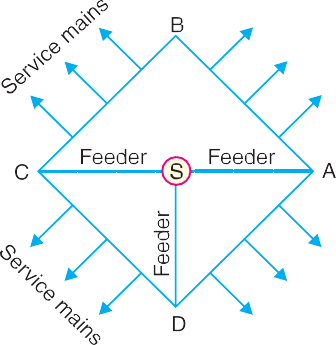 B
Service mains
Feeder
Feeder
C
S
A
Feeder
Service mains
D